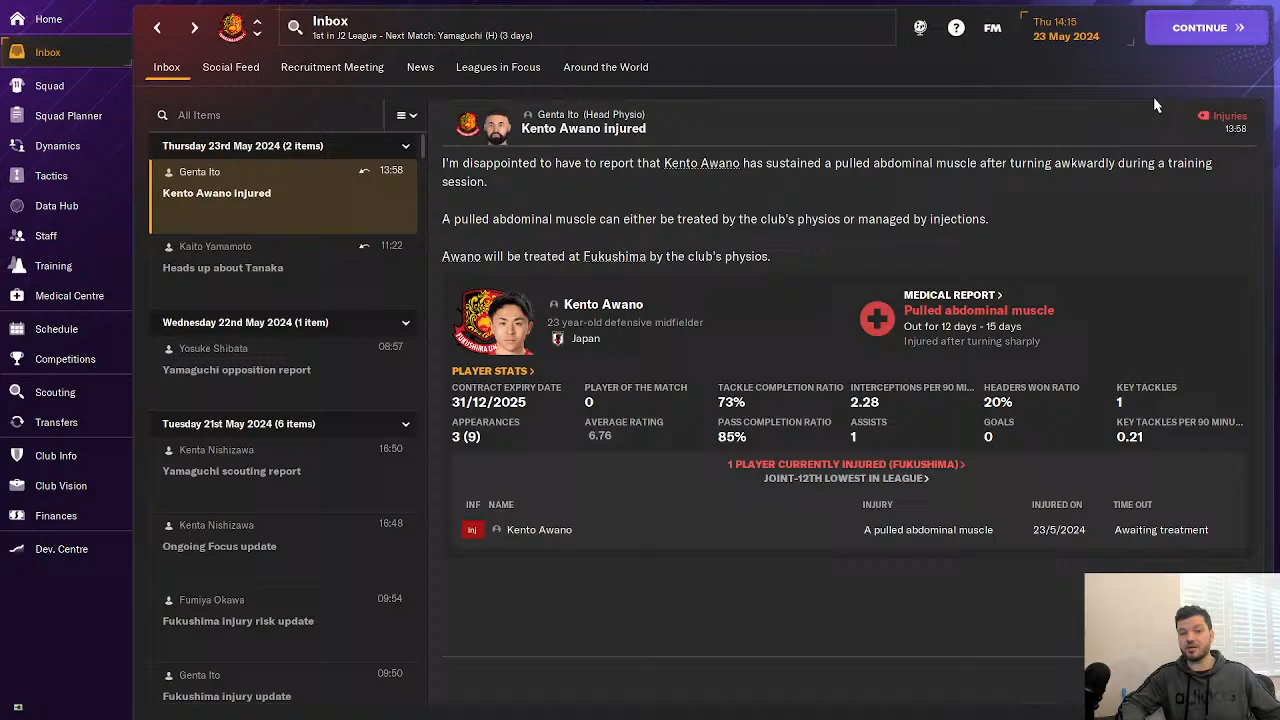 Home
Inbox
Squad
Squad Planner
Dynamics
Tactics
Data Hub
Staff
Training
Medical Centre
Schedule
Competitions
Scouting
Transfers
Club Info
Club Vision
Finances
Dev. Centre
Inbox
1st in J2 League - Next Match: Yamaguchi (H) (3 days)
?
FM
Thu 14:15
23 May 2024
CONTINUE
Inbox
Social Feed
Recruitment Meeting
News
Leagues in Focus
Around the World
All Items
Thursday 23rd May 2024 (2 items)
Genta Ito 13:58
Kento Awano injured
Kaito Yamamoto 11:22
Heads up about Tanaka
Wednesday 22nd May 2024 (1 item)
Yosuke Shibata 08:57
Yamaguchi opposition report
Tuesday 21st May 2024 (6 items)
Kenta Nishizawa 16:50
Yamaguchi scouting report
Kenta Nishizawa 16:48
Ongoing Focus update
Fumiya Okawa 09:54
Fukushima injury risk update
Genta Ito 09:50
Fukushima injury update
Genta Ito (Head Physio)
Kento Awano injured
Injuries
13:58
I'm disappointed to have to report that Kento Awano has sustained a pulled abdominal muscle after turning awkwardly during a training
session.
A pulled abdominal muscle can either be treated by the club's physios or managed by injections.
Awano will be treated at Fukushima by the club's physios.
Kento Awano
23 year-old defensive midfielder
Japan
MEDICAL REPORT >
Pulled abdominal muscle
Out for 12 days - 15 days
Injured after turning sharply
PLAYER STATS >
CONTRACT EXPIRY DATE PLAYER OF THE MATCH TACKLE COMPLETION RATIO INTERCEPTIONS PER 90 MI... HEADERS WON RATIO KEY TACKLES
31/12/2025 0 73% 2.28 20% 1
APPEARANCES AVERAGE RATING PASS COMPLETION RATIO ASSISTS GOALS KEY TACKLES PER 90 MINU...
3 (9) 6.76 85% 1 0 0.21
1 PLAYER CURRENTLY INJURED (FUKUSHIMA) >
JOINT-12TH LOWEST IN LEAGUE >
INF NAME INJURY INJURED ON TIME OUT
Inj Kento Awano A pulled abdominal muscle 23/5/2024 Awaiting treatment